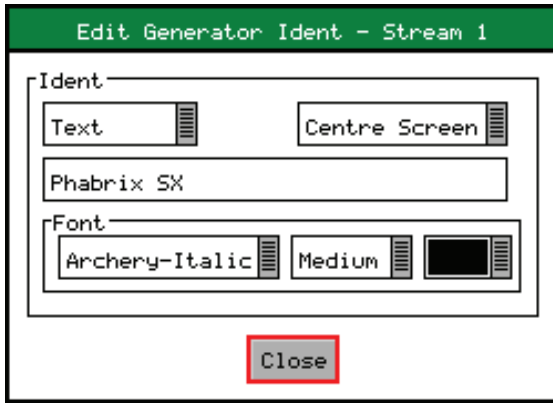 Edit Generator Ident - Stream 1
Ident
Text
Centre Screen
Phabrix SX
Font
Archery-Italic
Medium
Close